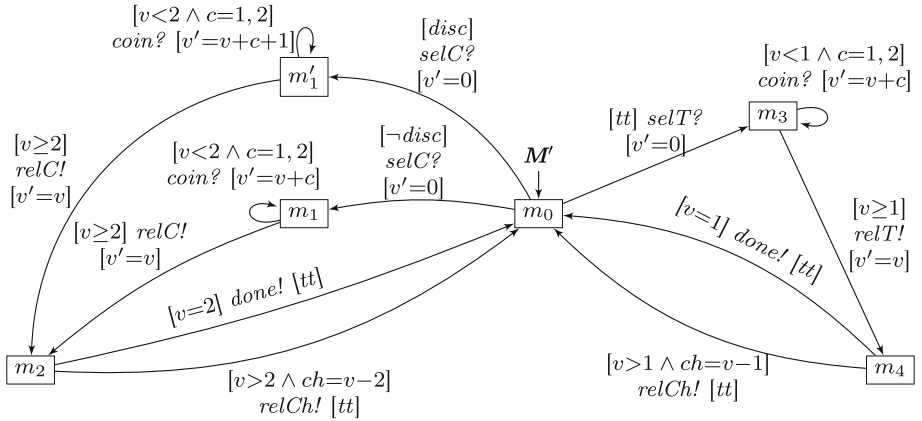 [v<2 ∧ c=1, 2]
coin? [v′=v+c+1]
m′₁
[disc]
selC?
[v′=0]
[v<1 ∧ c=1, 2]
coin? [v′=v+c]
m₃
[tt] selT?
[v′=0]
[v≥2]
relC!
[v′=v]
[v<2 ∧ c=1, 2]
coin? [v′=v+c]
m₁
[¬disc]
selC?
[v′=0]
M′
m₀
[v≥2] relC!
[v′=v]
[v=1] done! [tt]
[v≥1]
relT!
[v′=v]
[v=2] done! [tt]
m₂
[v>2 ∧ ch=v−2]
relCh! [tt]
[v>1 ∧ ch=v−1]
relCh! [tt]
m₄